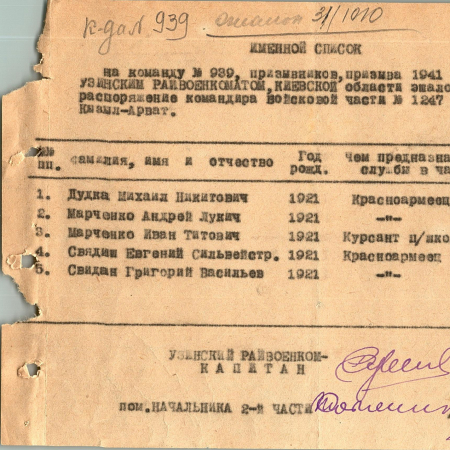 К-да № 939 эшалон 31/1010
ИМЕННОЙ СПИСОК
на команду № 939, призывников, призыва 1941
УЗИНСКИМ РАЙВОЕНКОМАТОМ, КИЕВСКОЙ области эшало
распоряжение командира Войсковой части № 1247
Кызыл-Арват.
№№ пп. фамилия, имя и отчество Год рожд. Чем предназна службы в ча
1. Дудка Михаил Никитович 1921 Красноармеец
2. Марченко Андрей Лукич 1921 -"-
3. Марченко Иван Титович 1921 Курсант п/шко
4. Свядиш Евгений Сильвейстр. 1921 Красноармеец
5. Свидан Григорий Васильев 1921 -"-
УЗИНСКИЙ РАЙВОЕНКОМ-
КАПИТАН
ПОМ.НАЧАЛЬНИКА 2-й ЧАСТИ